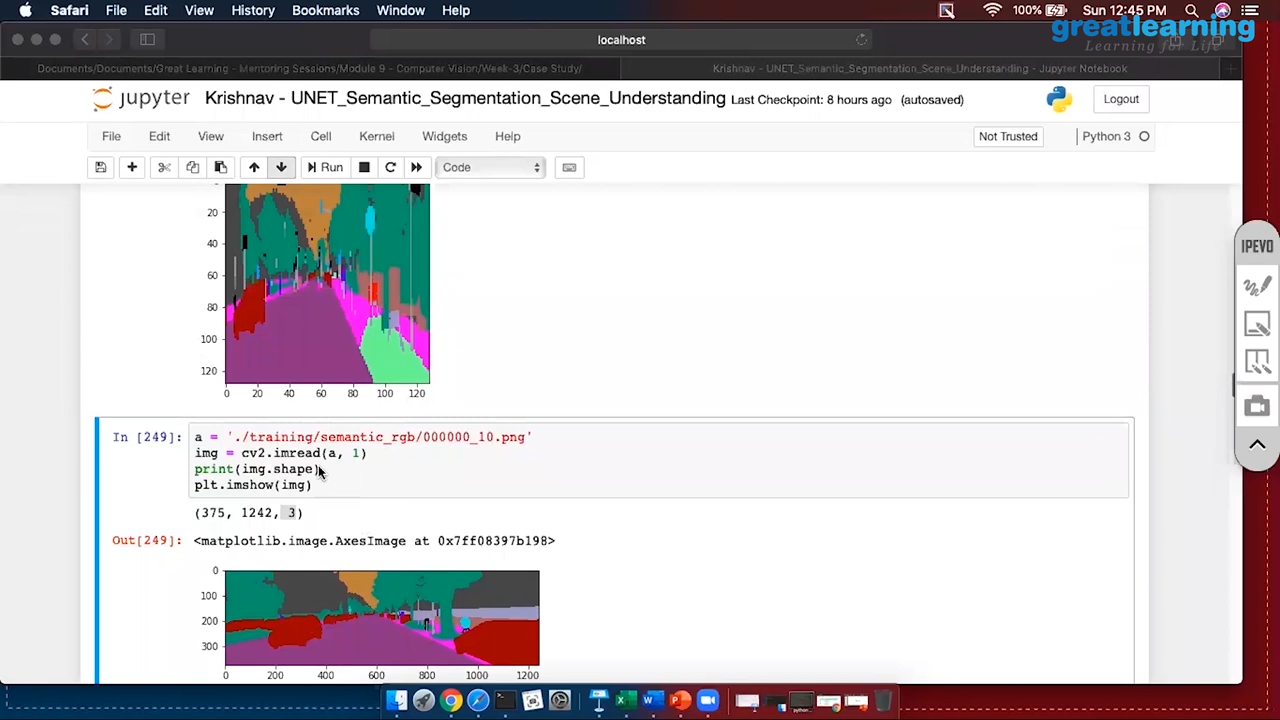 Safari File Edit View History Bookmarks Window Help 100% Sun 12:45 PM
greatlearning
Learning for Life
localhost
Documents/Documents/Great Learning - Mentoring Sessions/Module 9 - Computer Vision/Week-3/Case Study/
Krishnav - UNET_Semantic_Segmentation_Scene_Understanding - Jupyter Notebook
jupyter Krishnav - UNET_Semantic_Segmentation_Scene_Understanding Last Checkpoint: 8 hours ago (autosaved) Logout
File Edit View Insert Cell Kernel Widgets Help Not Trusted Python 3
Run Code
IPEVO
20
40
60
80
100
120
0 20 40 60 80 100 120
In [249]: a = './training/semantic_rgb/000000_10.png'
img = cv2.imread(a, 1)
print(img.shape)
plt.imshow(img)
(375, 1242, 3)
Out[249]: <matplotlib.image.AxesImage at 0x7ff08397b198>
0
100
200
300
0 200 400 600 800 1000 1200